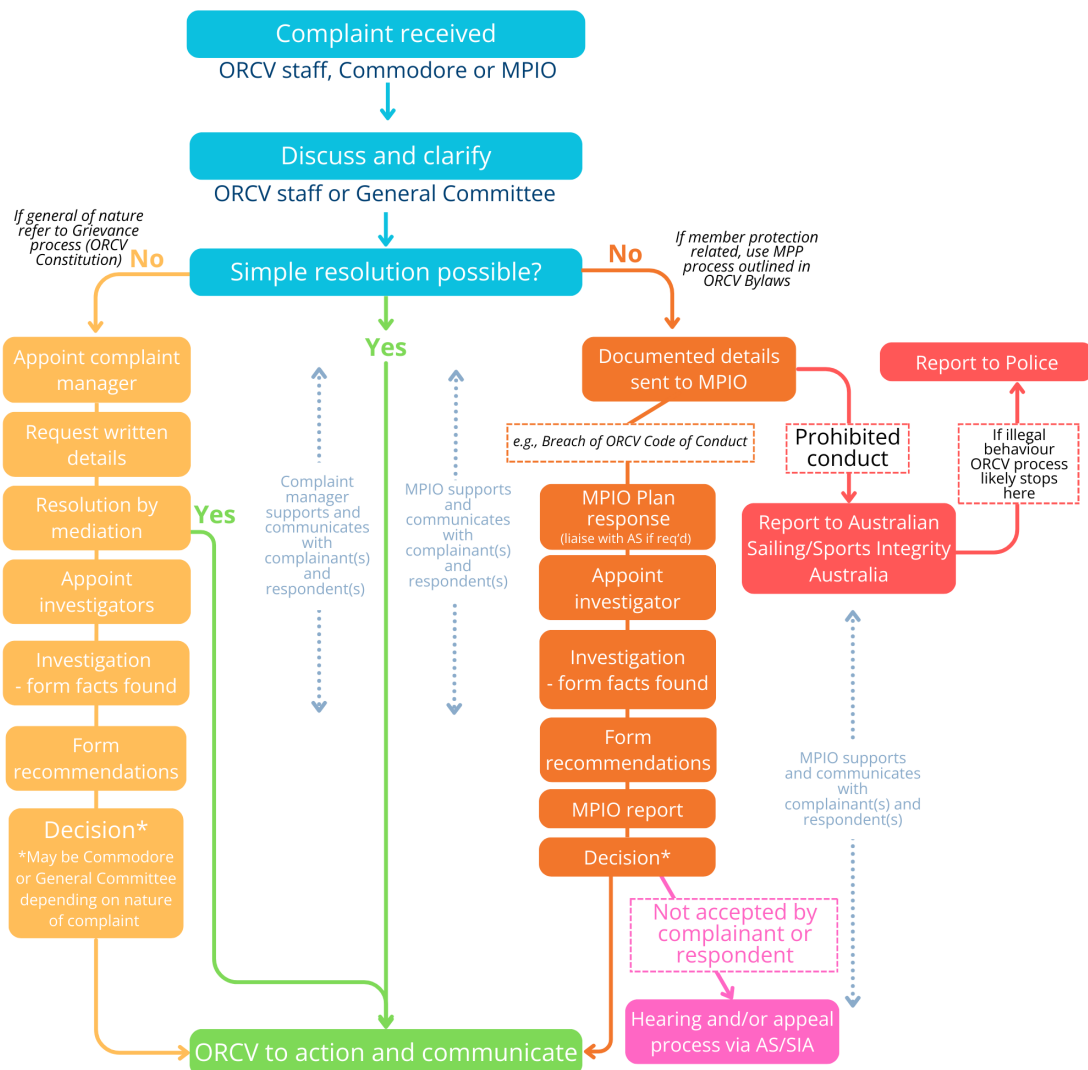 Complaint received
ORCV staff, Commodore or MPIO
Discuss and clarify
ORCV staff or General Committee
If general of nature
refer to Grievance
process (ORCV
Constitution)
No
Simple resolution possible?
No
If member protection
related, use MPP
process outlined in
ORCV Bylaws
Yes
Appoint complaint
manager
Request written
details
Resolution by
mediation
Yes
Appoint
investigators
Investigation
- form facts found
Form
recommendations
Decision*
*May be Commodore
or General Committee
depending on nature
of complaint
Complaint
manager
supports and
communicates
with
complainant(s)
and
respondent(s)
MPIO supports
and
communicates
with
complainant(s)
and
respondent(s)
Documented details
sent to MPIO
e.g., Breach of ORCV Code of Conduct
MPIO Plan
response
(liaise with AS if req'd)
Appoint
investigator
Investigation
- form facts found
Form
recommendations
MPIO report
Decision*
Not accepted by
complainant or
respondent
Hearing and/or appeal
process via AS/SIA
Prohibited
conduct
Report to Australian
Sailing/Sports Integrity
Australia
If illegal
behaviour
ORCV process
likely stops
here
Report to Police
MPIO supports
and communicates
with
complainant(s) and
respondent(s)
ORCV to action and communicate